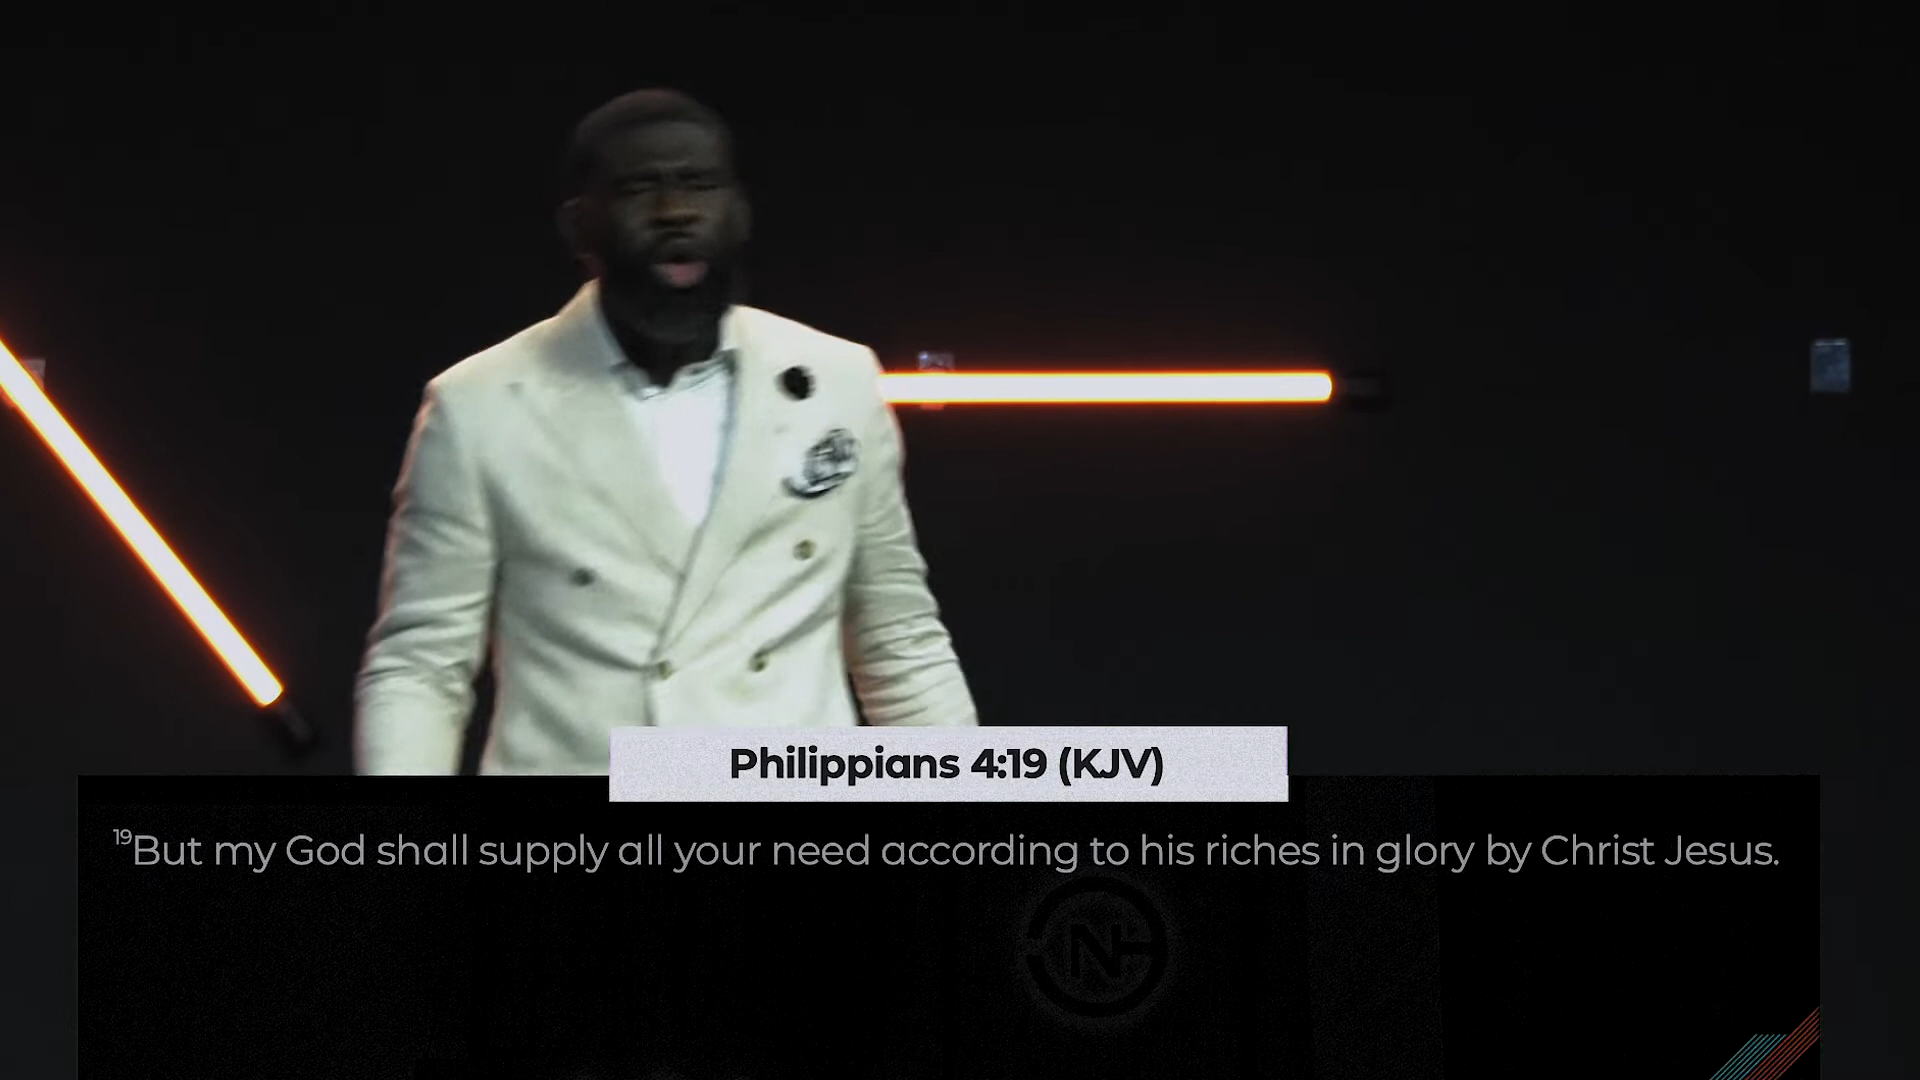 Philippians 4:19 (KJV)
19But my God shall supply all your need according to his riches in glory by Christ Jesus.
N